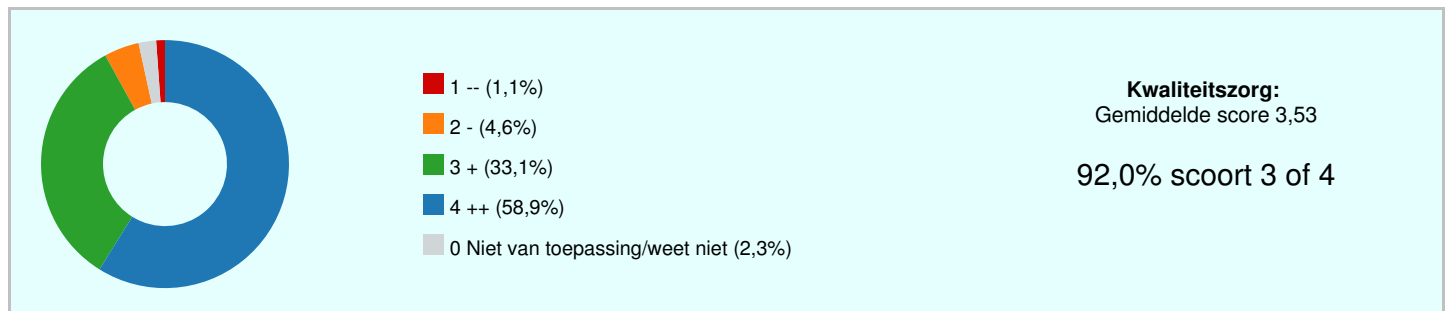 1 -- (1,1%)
2 - (4,6%)
3 + (33,1%)
4 ++ (58,9%)
0 Niet van toepassing/weet niet (2,3%)
Kwaliteitszorg:
Gemiddelde score 3,53
92,0% scoort 3 of 4